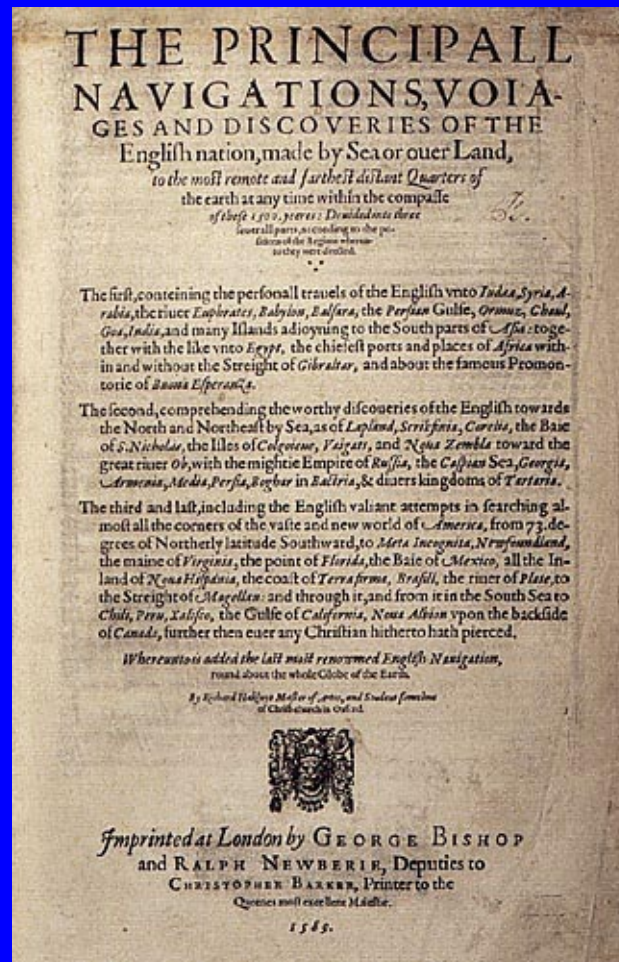 THE PRINCIPALL
NAVIGATIONS, VOIA-
GES AND DISCOVERIES OF THE
Engliſh nation, made by Sea or ouer Land,
to the moſt remote and fartheſt diſtant Quarters of
the earth at any time within the compaſſe
of theſe 1500. yeeres: Deuided into three
ſeuerall parts, according to the po-
ſitions of the Regions wherun-
to they were directed.
The firſt, conteining the perſonall trauels of the Engliſh vnto Iudæa, Syria, A-
rabia, the riuer Euphrates, Babylon, Balſara, the Perſian Gulfe, Ormuz, Chaul,
Goa, India, and many Iſlands adioyning to the South parts of Aſia: toge-
ther with the like vnto Egypt, the chiefeſt ports and places of Africa with-
in and without the Streight of Gibraltar, and about the famous Promon-
torie of Buona Eſperanza.
The ſecond, comprehending the worthy diſcoueries of the Engliſh towards
the North and Northeaſt by Sea, as of Lapland, Scrikfinia, Corelia, the Baie
of S. Nicholas, the Iſles of Colgoieue, Vaigats, and Noua Zembla toward the
great riuer Ob, with the mightie Empire of Ruſſia, the Caſpian Sea, Georgia,
Armenia, Media, Perſia, Boghar in Bactria, & diuers kingdoms of Tartaria.
The third and laſt, including the Engliſh valiant attempts in ſearching al-
moſt all the corners of the vaſte and new world of America, from 73. de-
grees of Northerly latitude Southward, to Meta Incognita, Newfoundland,
the maine of Virginia, the point of Florida, the Baie of Mexico, all the In-
land of Noua Hiſpania, the coaſt of Terra firma, Braſill, the riuer of Plate, to
the Streight of Magellan: and through it, and from it in the South Sea to
Chili, Peru, Xaliſco, the Gulfe of California, Noua Albion vpon the backſide
of Canada, further then euer any Chriſtian hitherto hath pierced.
Whereunto is added the laſt moſt renowmed Engliſh Navigation,
round about the whole Globe of the Earth.
By Richard Hakluyt Maſter of Artes, and Student ſometime
of Chriſt-church in Oxford.
Imprinted at London by GEORGE BISHOP
and RALPH NEWBERIE, Deputies to
CHRISTOPHER BARKER, Printer to the
Queenes moſt excellent Maieſtie.
1589.